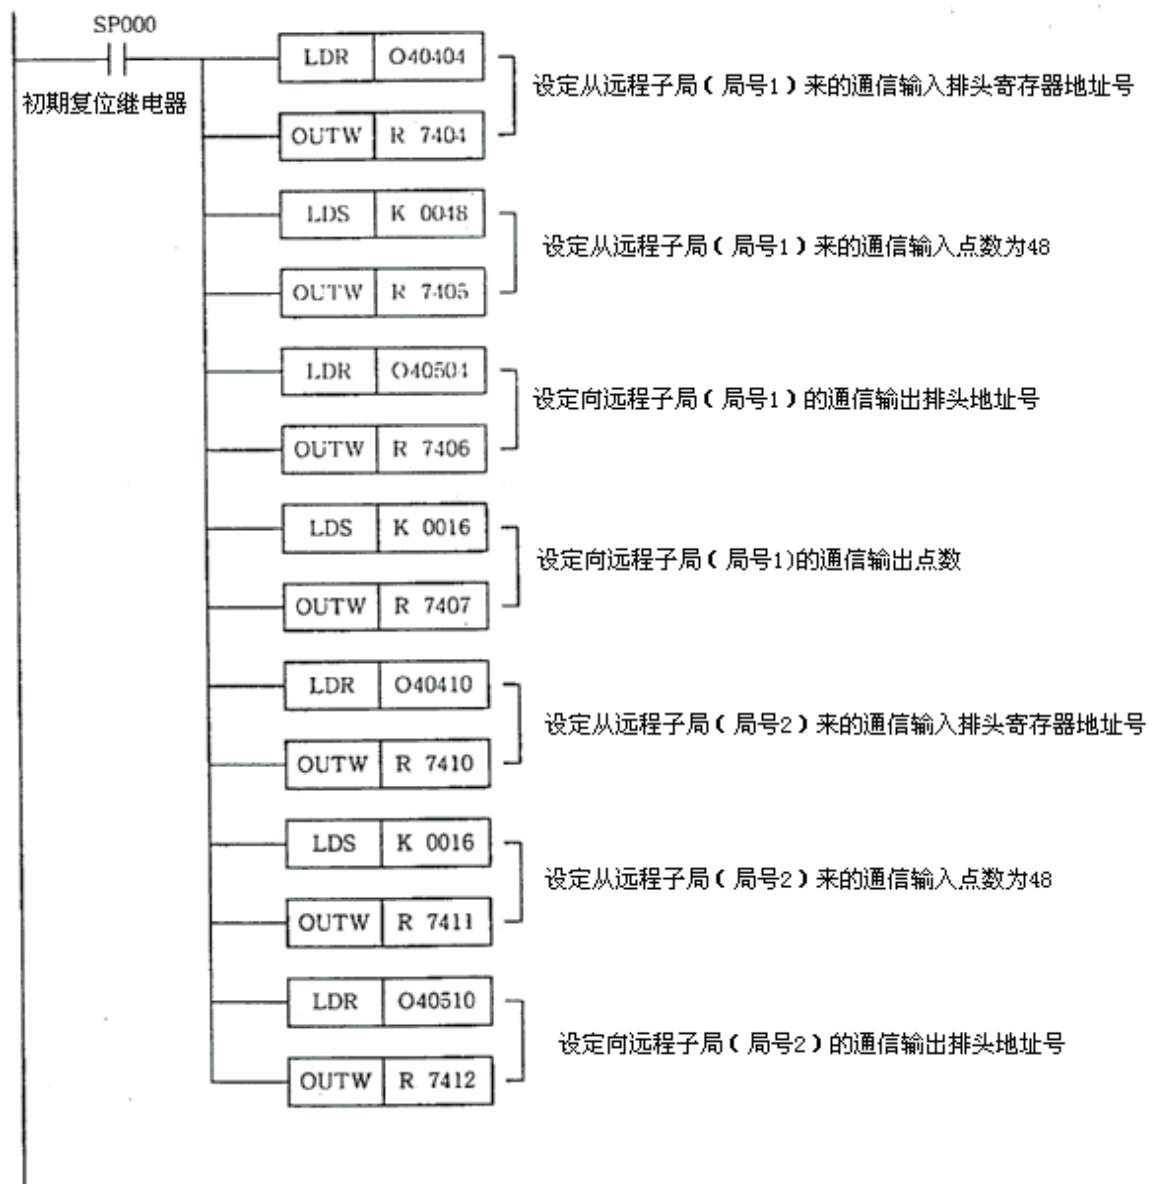 SP000
初期复位继电器
LDR O40404
设定从远程子局(局号1)来的通信输入排头寄存器地址号
OUTW R 7404
LDS K 0048
设定从远程子局(局号1)来的通信输入点数为48
OUTW R 7405
LDR O40504
设定向远程子局(局号1)的通信输出排头地址号
OUTW R 7406
LDS K 0016
设定向远程子局(局号1)的通信输出点数
OUTW R 7407
LDR O40410
设定从远程子局(局号2)来的通信输入排头寄存器地址号
OUTW R 7410
LDS K 0016
设定从远程子局(局号2)来的通信输入点数为48
OUTW R 7411
LDR O40510
设定向远程子局(局号2)的通信输出排头地址号
OUTW R 7412